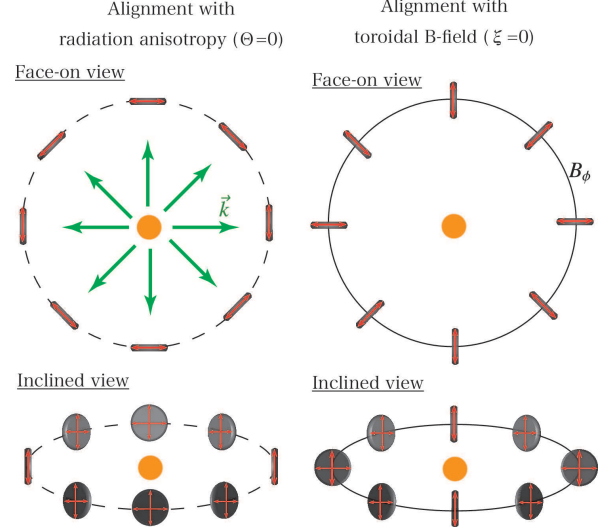 Alignment with
radiation anisotropy (Θ=0)
Face-on view
k⃗
Inclined view
Alignment with
toroidal B-field (ξ=0)
Face-on view
Bϕ
Inclined view